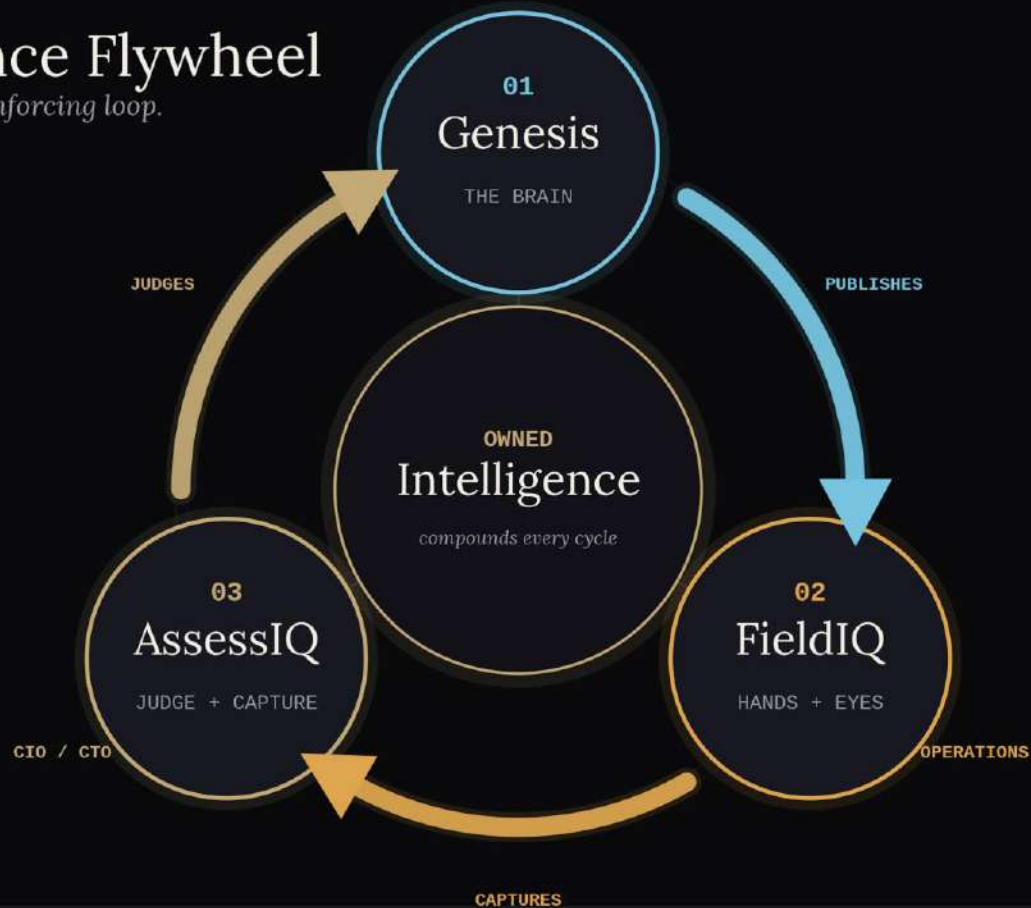 nce Flywheel
nforcing loop.
01
Genesis
THE BRAIN
JUDGES
PUBLISHES
OWNED
Intelligence
compounds every cycle
03
AssessIQ
JUDGE + CAPTURE
02
FieldIQ
HANDS + EYES
CIO / CTO
OPERATIONS
CAPTURES